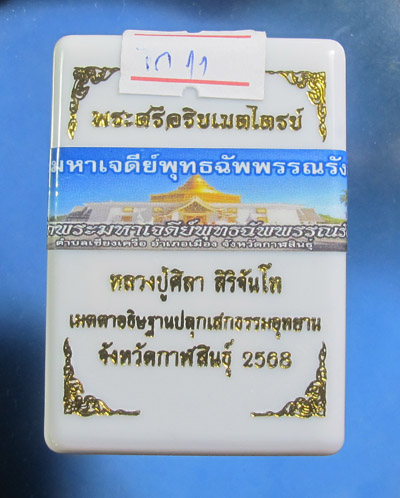 พระศรีอริยเมตไตรย์
มหาเจดีย์พุทธฉัพพรรณรัง
พระมหาเจดีย์พุทธฉัพพรรณรั
ตำบลเชียงเครือ อำเภอเมือง จังหวัดกาฬสินธุ์
หลวงปู่ศิลา สิริจันโท
เมตตาอธิษฐานปลุกเสกธรรมอุทยาน
จังหวัดกาฬสินธุ์ 2568